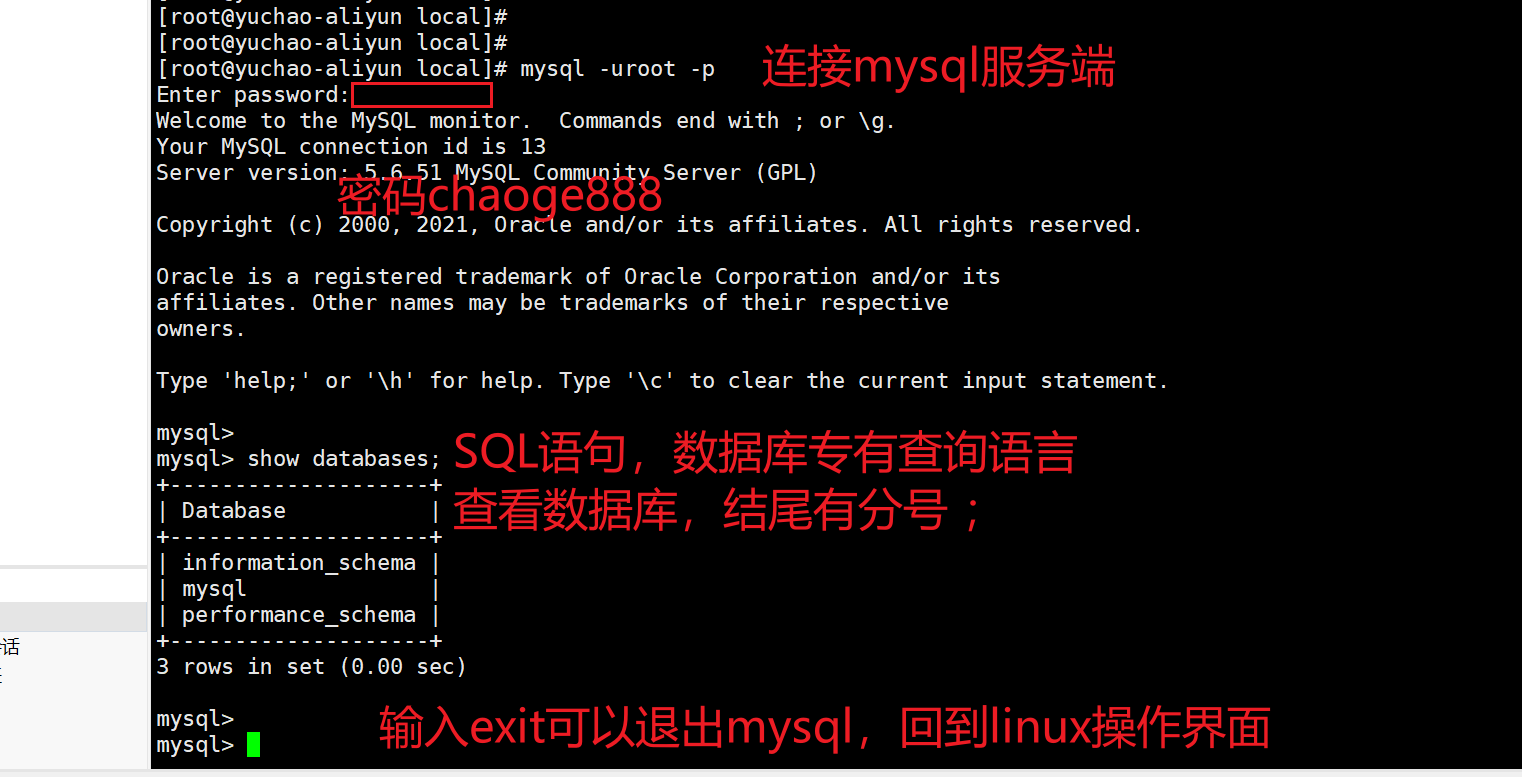 [root@yuchao-aliyun local]#
[root@yuchao-aliyun local]#
[root@yuchao-aliyun local]# mysql -uroot -p 连接mysql服务端
Enter password:
Welcome to the MySQL monitor.  Commands end with ; or \g.
Your MySQL connection id is 13
Server version: 5.6.51 MySQL Community Server (GPL)
密码chaoge888
Copyright (c) 2000, 2021, Oracle and/or its affiliates. All rights reserved.
Oracle is a registered trademark of Oracle Corporation and/or its
affiliates. Other names may be trademarks of their respective
owners.
Type 'help;' or '\h' for help. Type '\c' to clear the current input statement.
mysql>
mysql> show databases; SQL语句，数据库专有查询语言
+--------------------+
| Database           | 查看数据库，结尾有分号；
+--------------------+
| information_schema |
| mysql              |
| performance_schema |
+--------------------+
话
3 rows in set (0.00 sec)
mysql>
输入exit可以退出mysql，回到linux操作界面
mysql>